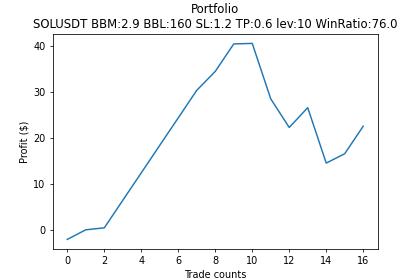 Portfolio
SOLUSDT BBM:2.9 BBL:160 SL:1.2 TP:0.6 lev:10 WinRatio:76.0
40
30
20
10
0
Profit ($)
0 2 4 6 8 10 12 14 16
Trade counts